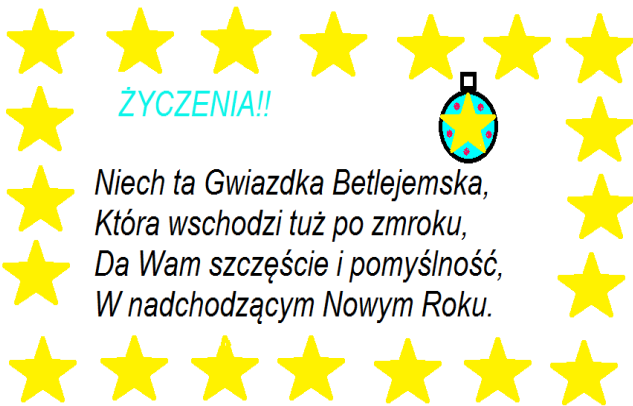 ŻYCZENIA!!
Niech ta Gwiazdka Betlejemska,
Która wschodzi tuż po zmroku,
Da Wam szczęście i pomyślność,
W nadchodzącym Nowym Roku.